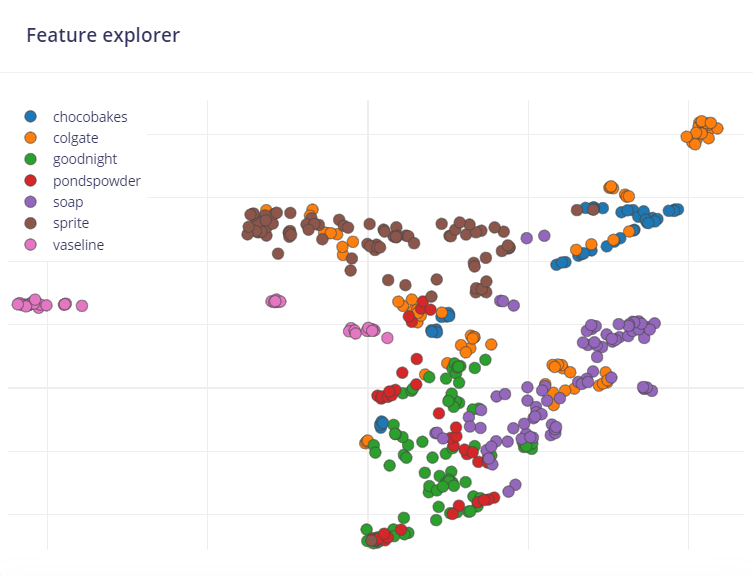 Feature explorer
chocobakes
colgate
goodnight
pondspowder
soap
sprite
vaseline